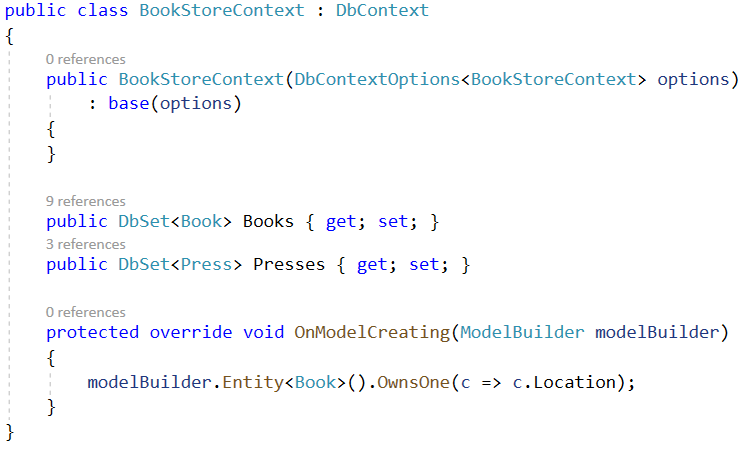 public class BookStoreContext : DbContext
{
0 references
public BookStoreContext(DbContextOptions<BookStoreContext> options)
: base(options)
{
}
9 references
public DbSet<Book> Books { get; set; }
3 references
public DbSet<Press> Presses { get; set; }
0 references
protected override void OnModelCreating(ModelBuilder modelBuilder)
{
modelBuilder.Entity<Book>().OwnsOne(c => c.Location);
}
}